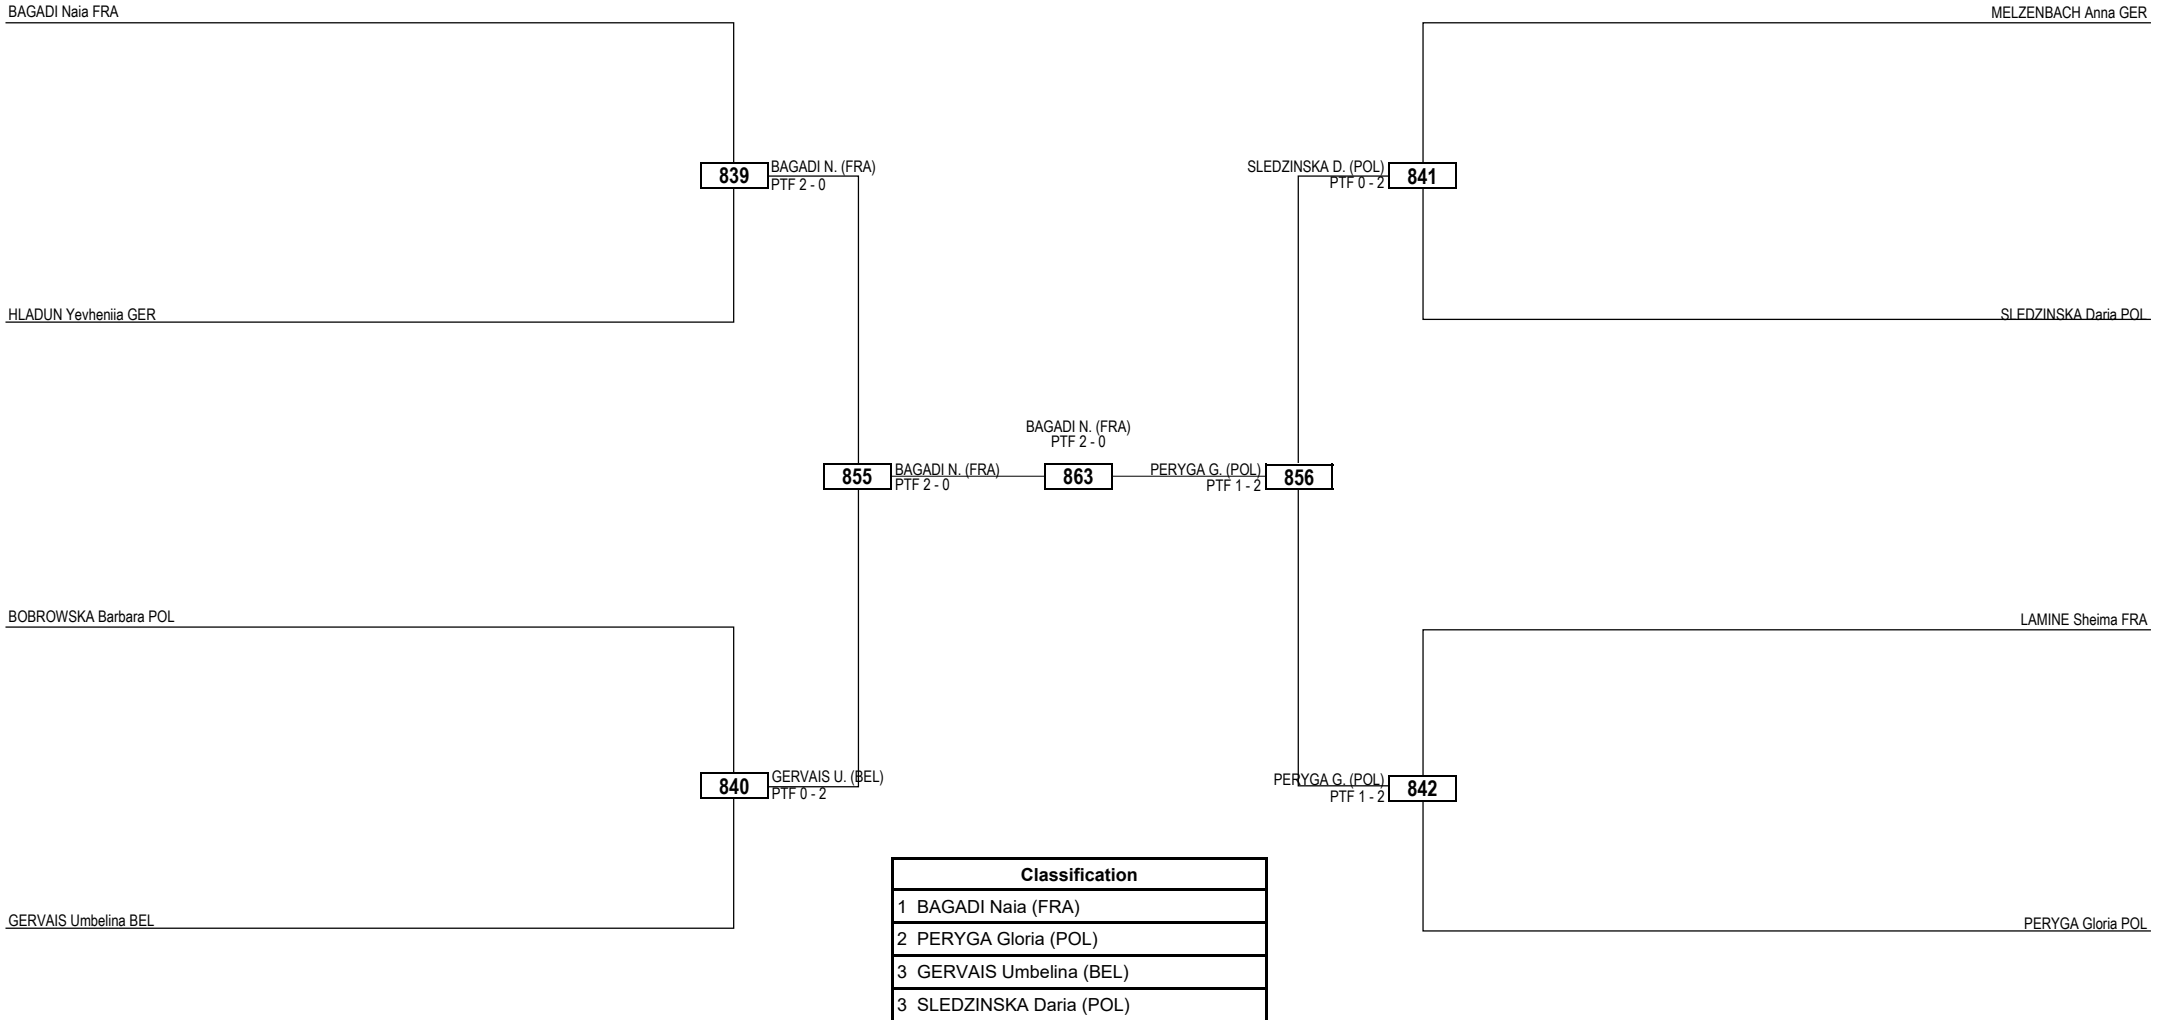 BAGADI Naia FRA
MELZENBACH Anna GER
839
BAGADI N. (FRA)
PTF 2 - 0
SLEDZINSKA D. (POL)
PTF 0 - 2
841
HLADUN Yevheniia GER
SLEDZINSKA Daria POL
BAGADI N. (FRA)
PTF 2 - 0
855
BAGADI N. (FRA)
PTF 2 - 0
863
PERYGA G. (POL)
PTF 1 - 2
856
BOBROWSKA Barbara POL
LAMINE Sheima FRA
840
GERVAIS U. (BEL)
PTF 0 - 2
PERYGA G. (POL)
PTF 1 - 2
842
GERVAIS Umbelina BEL
PERYGA Gloria POL
Classification
1 BAGADI Naia (FRA)
2 PERYGA Gloria (POL)
3 GERVAIS Umbelina (BEL)
3 SLEDZINSKA Daria (POL)